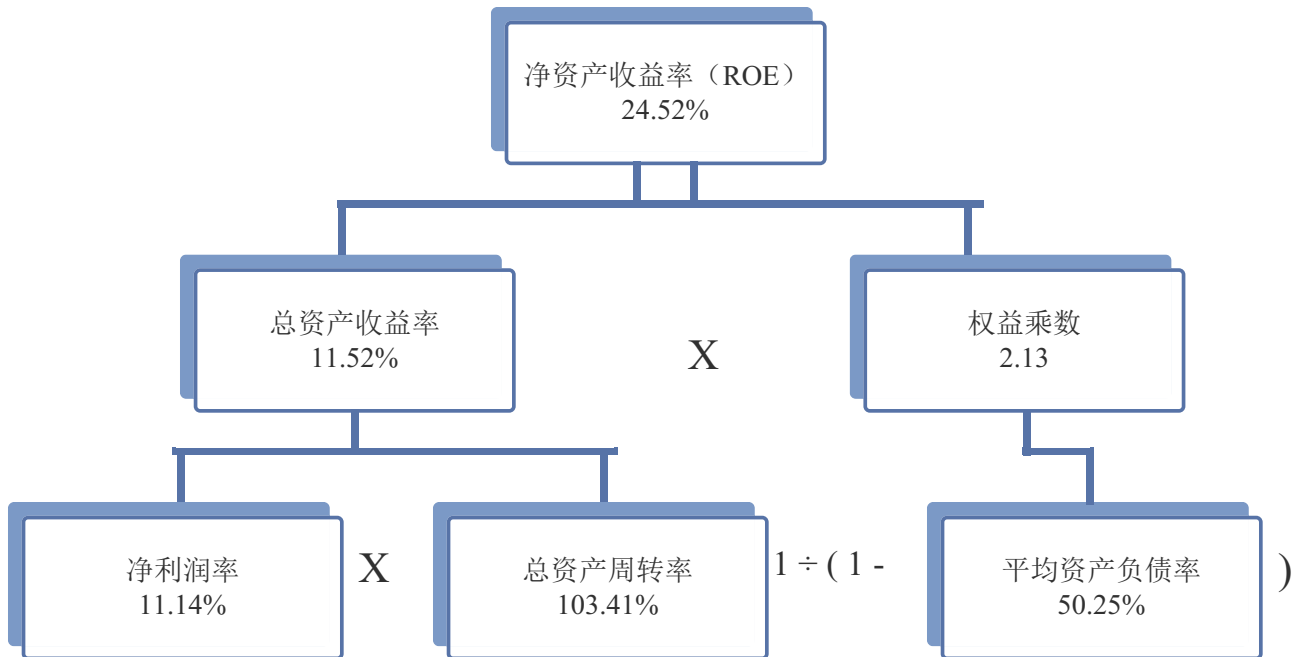 净资产收益率（ROE）
24.52%
总资产收益率
11.52%
X
权益乘数
2.13
净利润率
11.14%
X
总资产周转率
103.41%
1 ÷ ( 1 -
平均资产负债率
50.25%
)